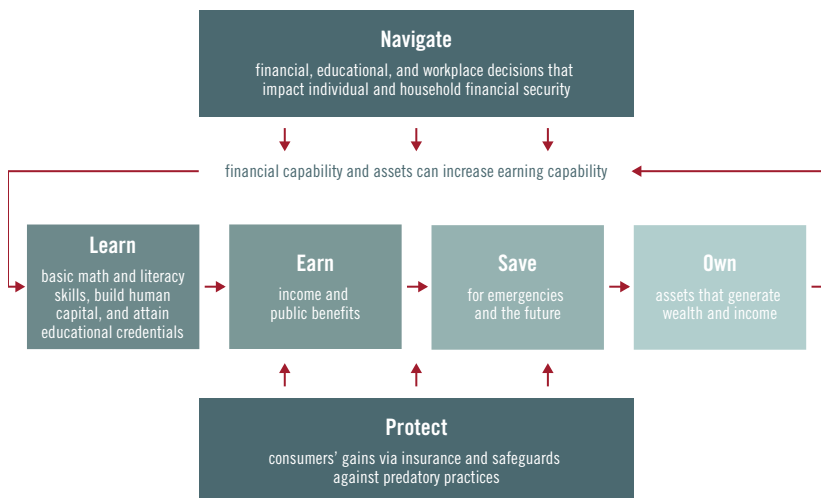 Navigate
financial, educational, and workplace decisions that
impact individual and household financial security
financial capability and assets can increase earning capability
Learn
basic math and literacy
skills, build human
capital, and attain
educational credentials
Earn
income and
public benefits
Save
for emergencies
and the future
Own
assets that generate
wealth and income
Protect
consumers’ gains via insurance and safeguards
against predatory practices